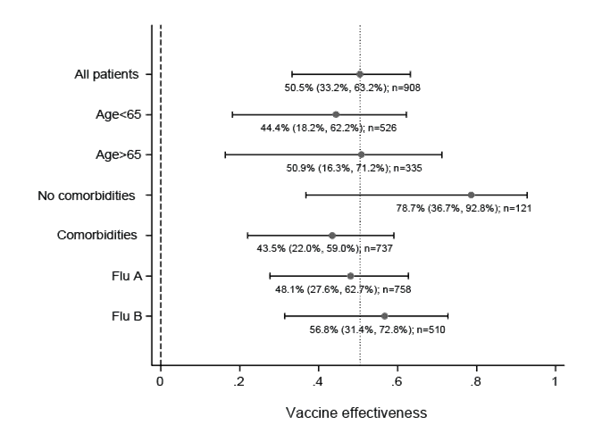 All patients
50.5% (33.2%, 63.2%); n=908
Age<65
44.4% (18.2%, 62.2%); n=526
Age>65
50.9% (16.3%, 71.2%); n=335
No comorbidities
78.7% (36.7%, 92.8%); n=121
Comorbidities
43.5% (22.0%, 59.0%); n=737
Flu A
48.1% (27.6%, 62.7%); n=758
Flu B
56.8% (31.4%, 72.8%); n=510
0 .2 .4 .6 .8 1
Vaccine effectiveness